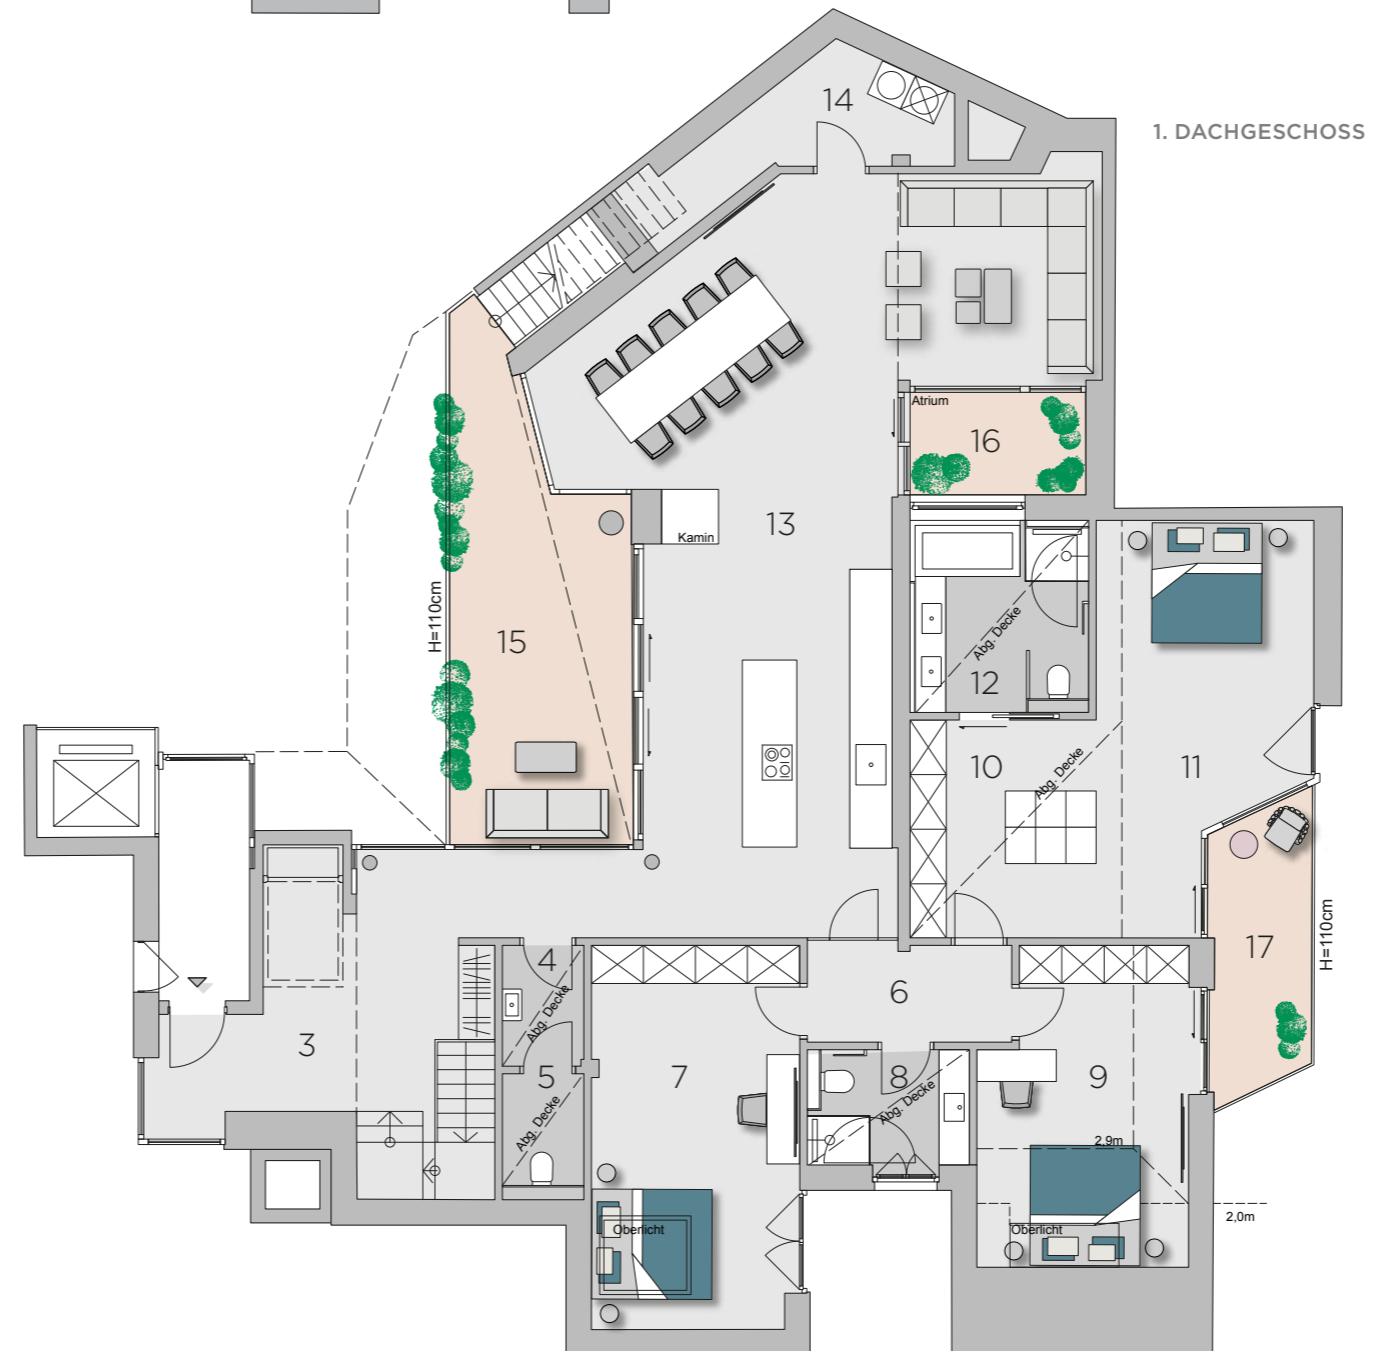 14
1. DACHGESCHOSS
Atrium
16
13
Kamin
H=110cm
15
Abg. Decke
12
10
Abg. Decke
11
17
H=110cm
4
Abg. Decke
6
3
5
Abg. Decke
7
8
Abg. Decke
9
2,9m
2,0m
Oberlicht
Oberlicht